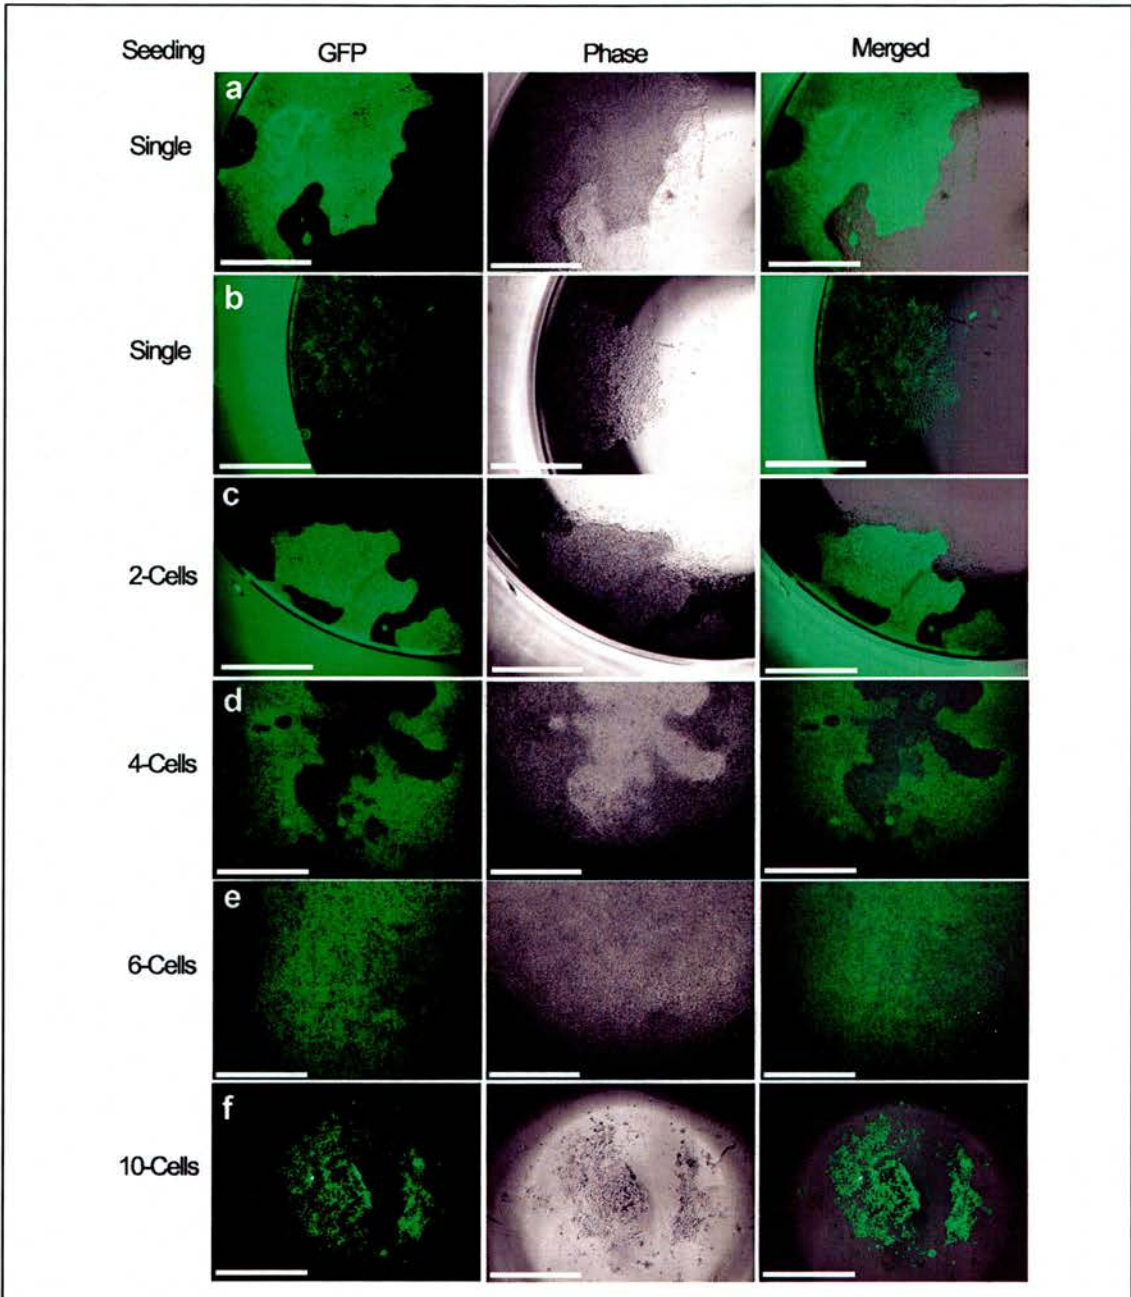 Seeding GFP Phase Merged
a
Single
b
Single
c
2-Cells
d
4-Cells
e
6-Cells
f
10-Cells